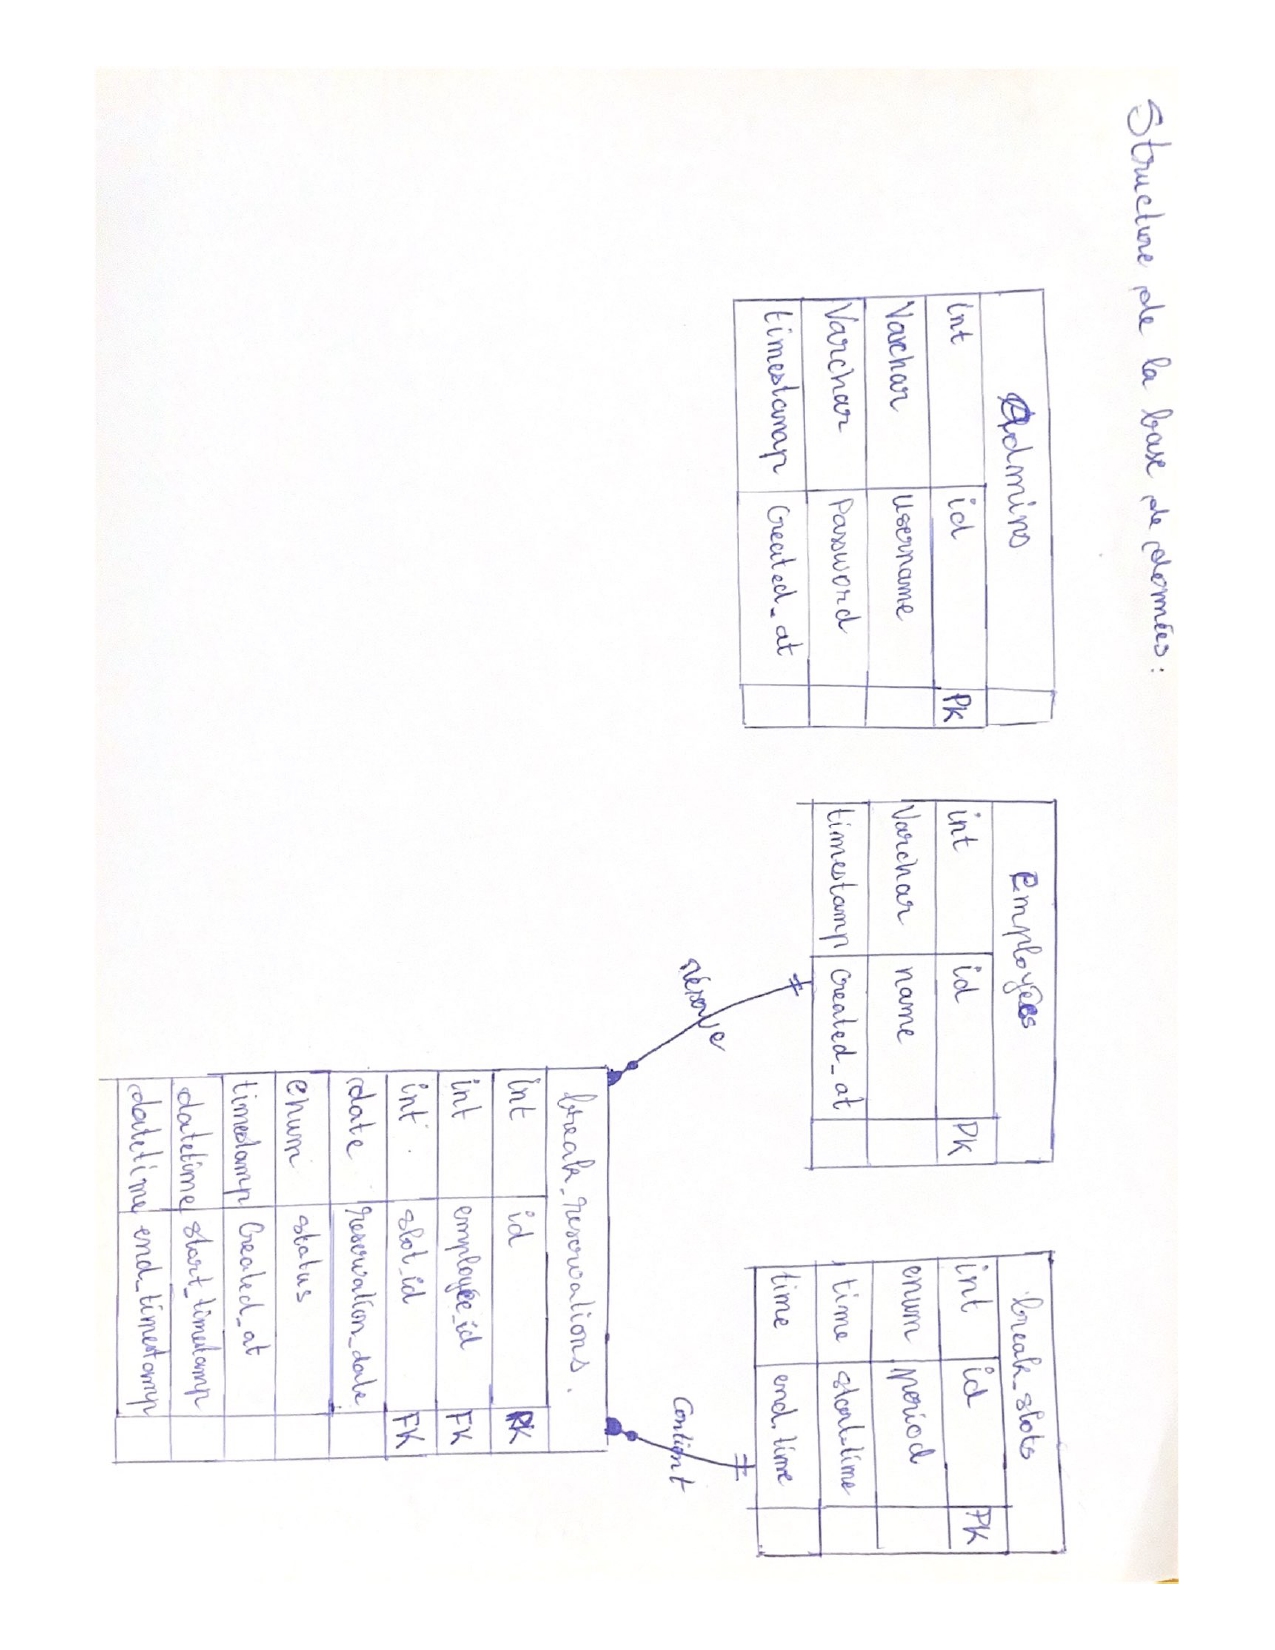 Structure de la base de données :
Admins
int id PK
Varchar username
Varchar Password
timestamap Created_at
Employées
int id PK
Varchar name
timestamp created_at
break_slots
int id PK
enum period
time start_time
time end_time
réserve
Contient
break_reservations.
int id PK
int employée_id FK
int slot_id FK
date reservation_date
enum status
timestamp Created_at
datetime start_timestamp
datetime end_timestamp